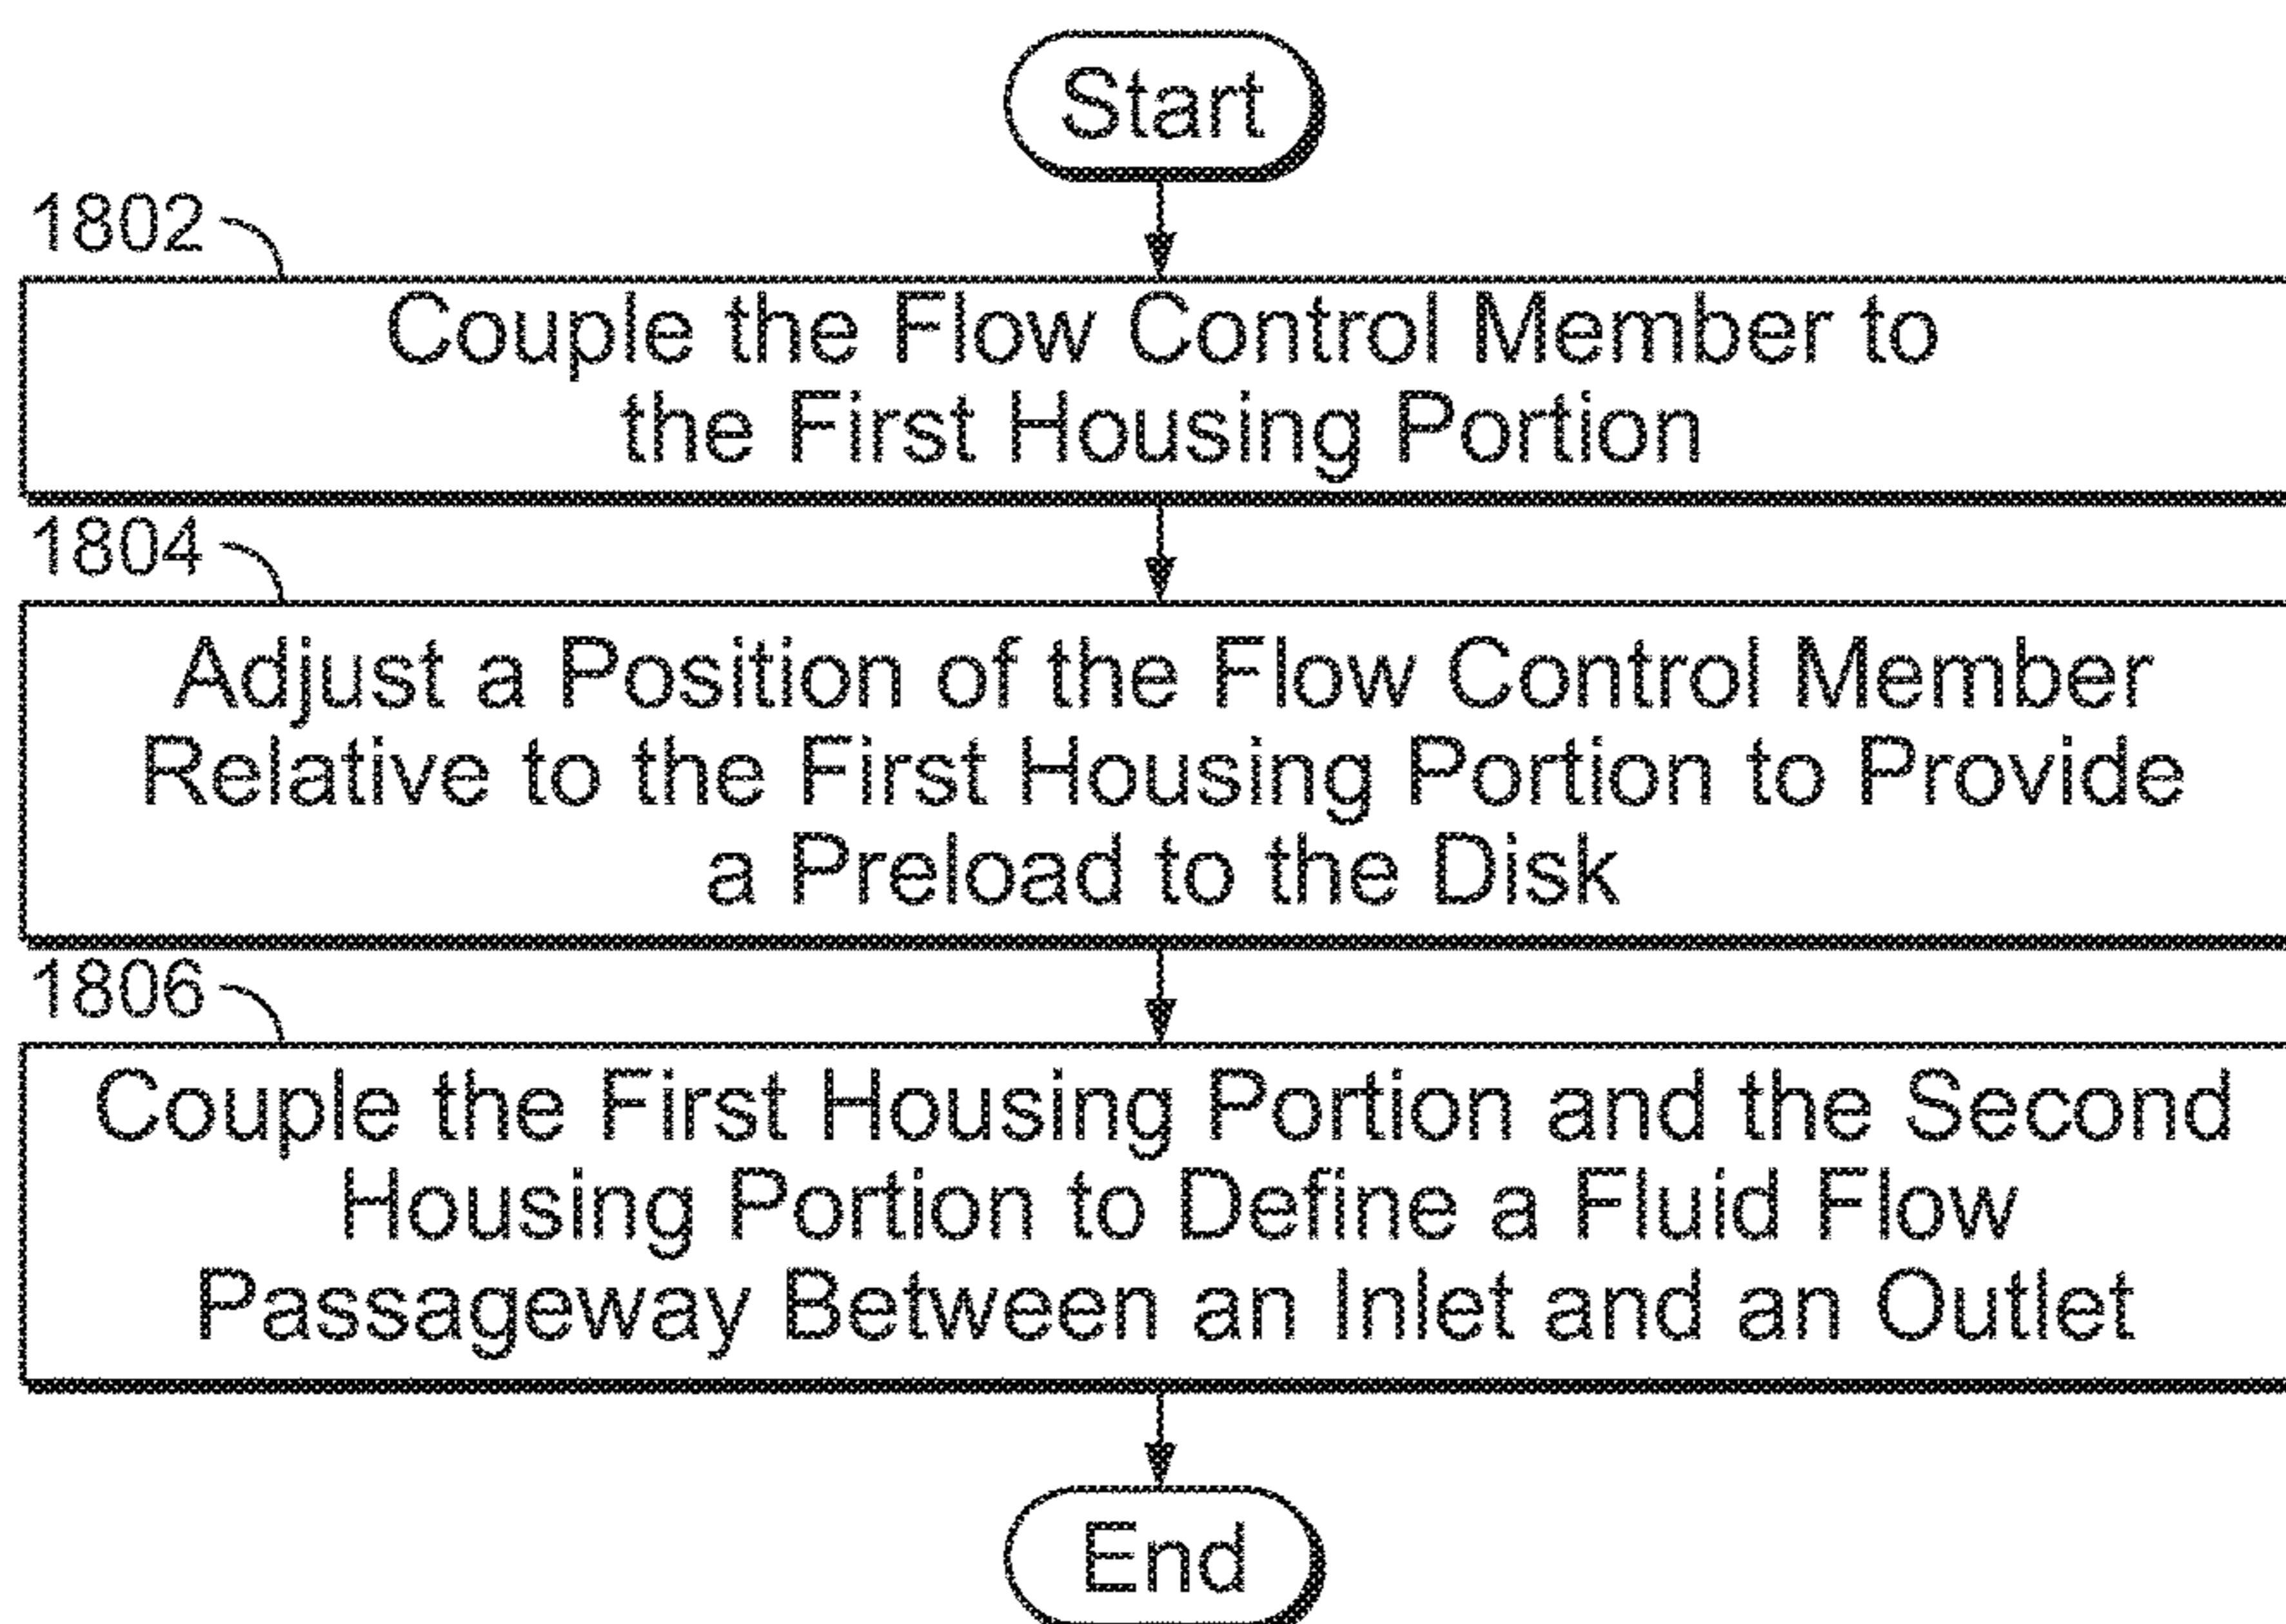 Start
1802
Couple the Flow Control Member to
the First Housing Portion
1804
Adjust a Position of the Flow Control Member
Relative to the First Housing Portion to Provide
a Preload to the Disk
1806
Couple the First Housing Portion and the Second
Housing Portion to Define a Fluid Flow
Passageway Between an Inlet and an Outlet
End